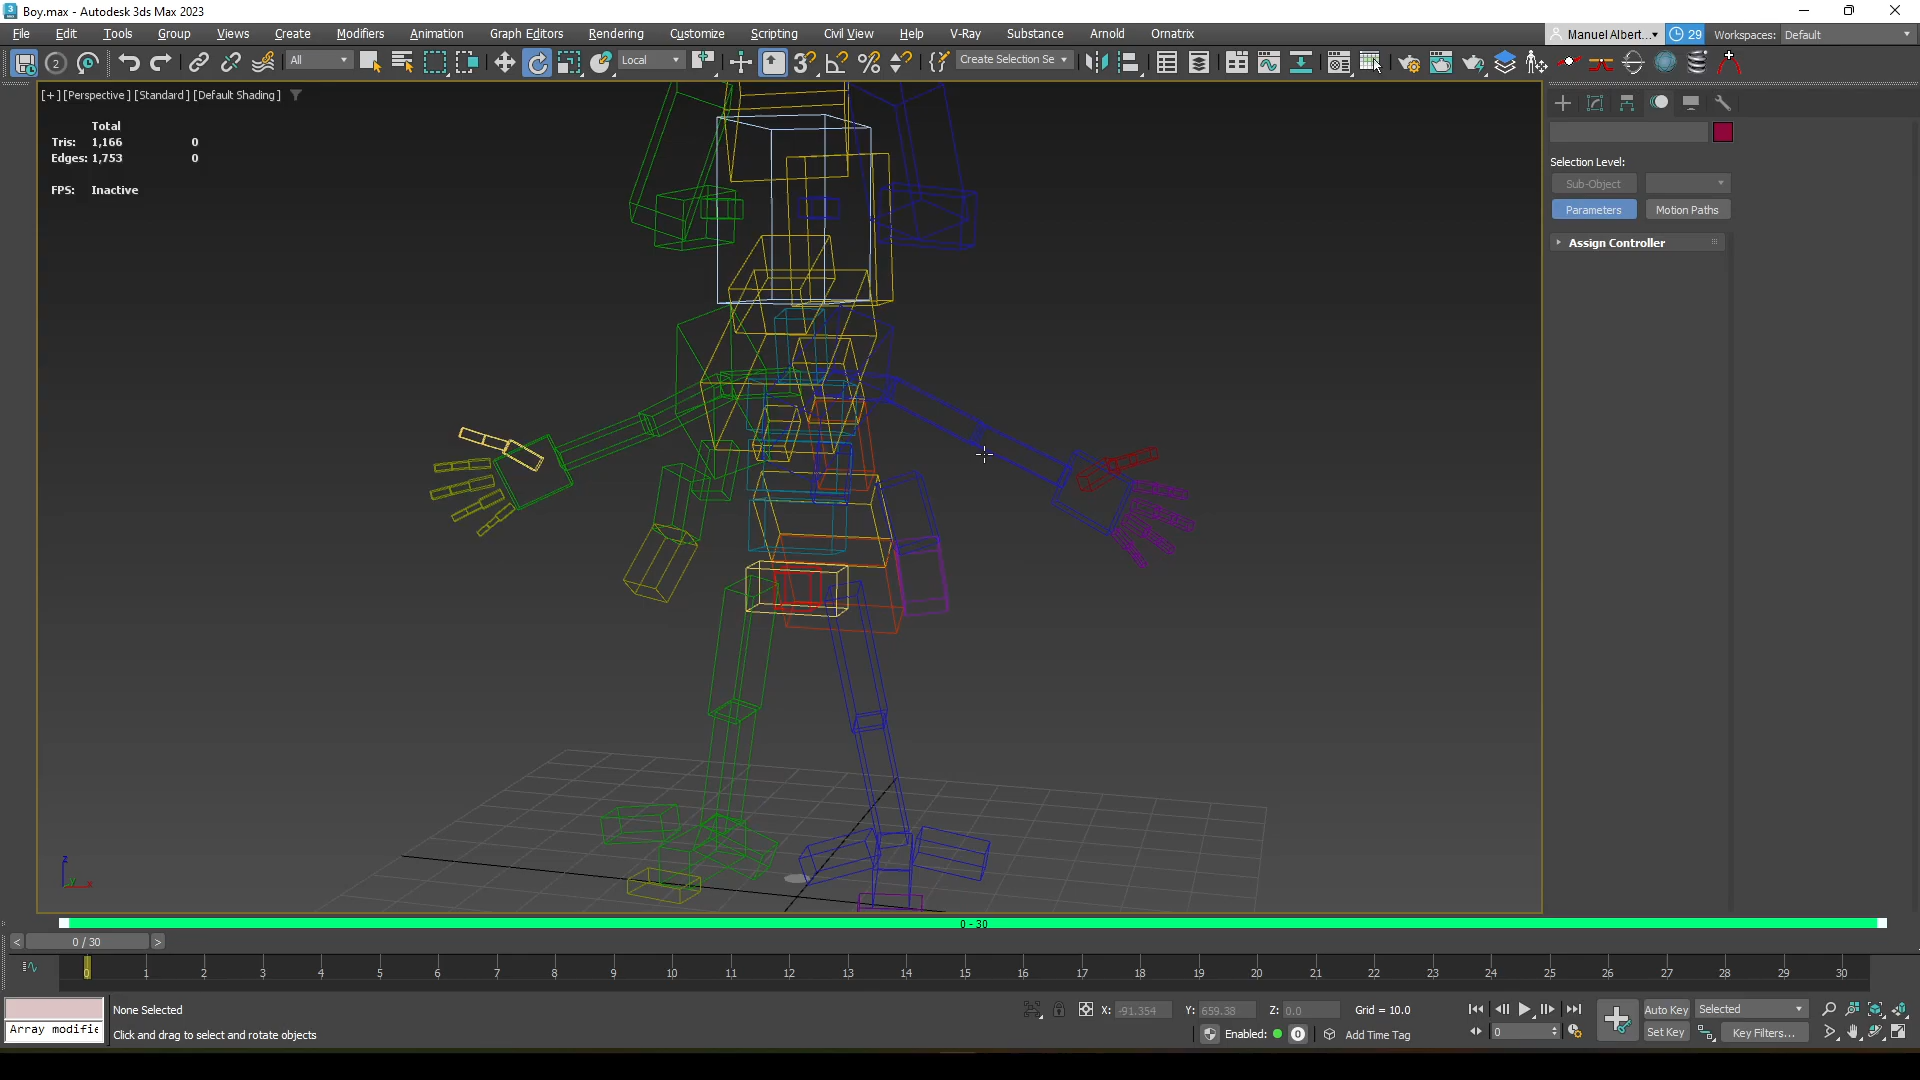 Boy.max - Autodesk 3ds Max 2023
File Edit Tools Group Views Create Modifiers Animation Graph Editors Rendering Customize Scripting Civil View Help V-Ray Substance Arnold Ornatrix Manuel Albert... 29 Workspaces: Default
All Local Create Selection Se
[+] [Perspective] [Standard] [Default Shading]
Total
Tris: 1,166 0
Edges: 1,753 0
FPS: Inactive
Selection Level:
Sub-Object
Parameters Motion Paths
Assign Controller
z
x
0 - 30
< 0 / 30 >
0 1 2 3 4 5 6 7 8 9 10 11 12 13 14 15 16 17 18 19 20 21 22 23 24 25 26 27 28 29 30
None Selected
X: -91.354 Y: 659.38 Z: 0.0 Grid = 10.0
Auto Key Selected
Array modifie
Click and drag to select and rotate objects
Enabled: 0 Add Time Tag
0
Set Key Key Filters...